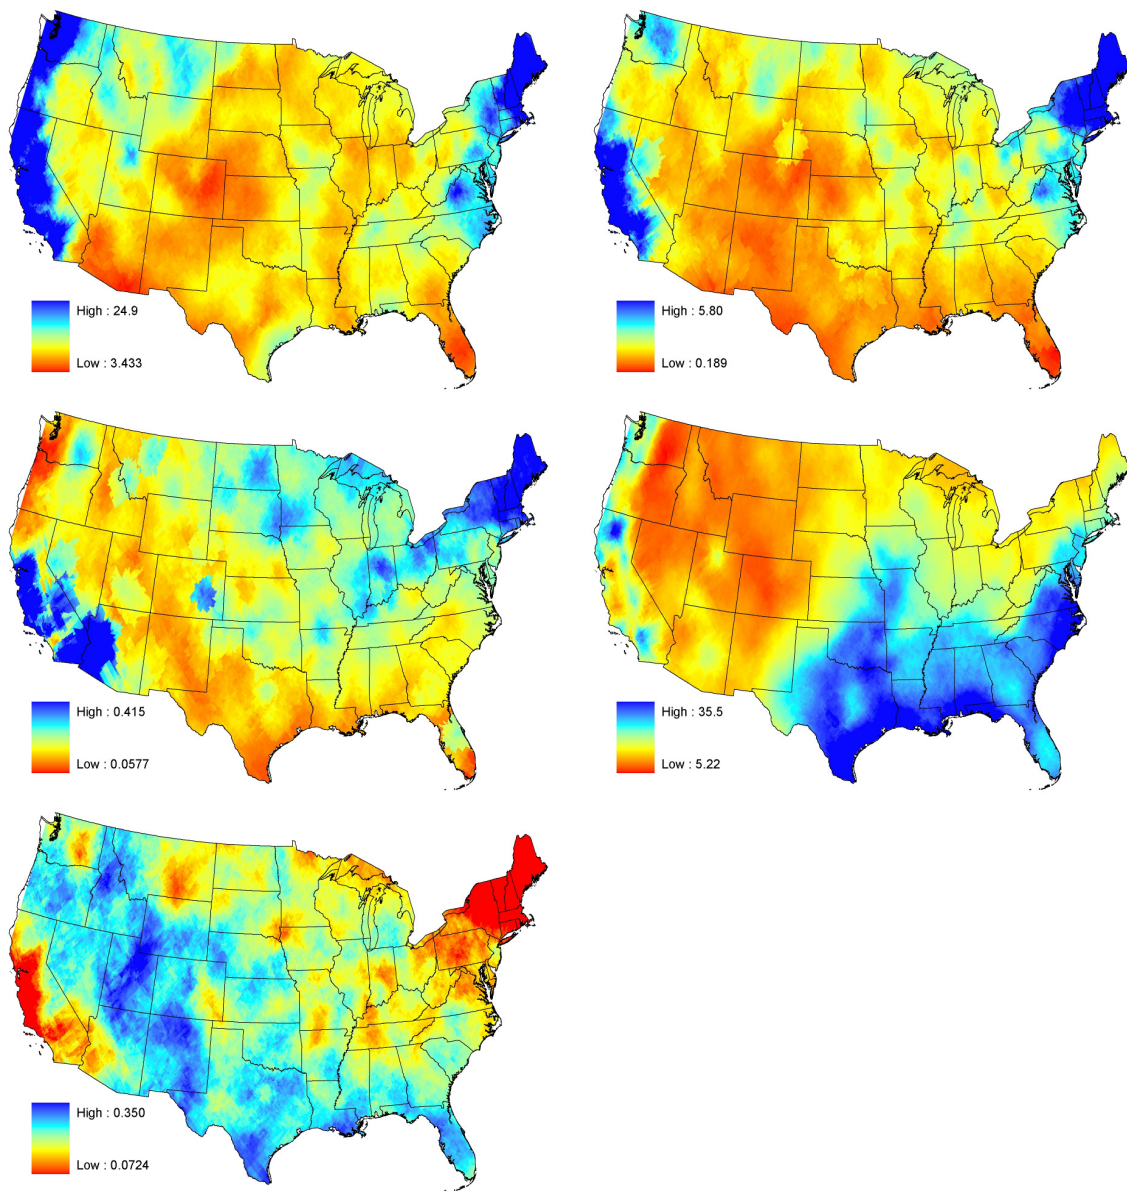 High : 24.9
Low : 3.433
High : 5.80
Low : 0.189
High : 0.415
Low : 0.0577
High : 35.5
Low : 5.22
High : 0.350
Low : 0.0724